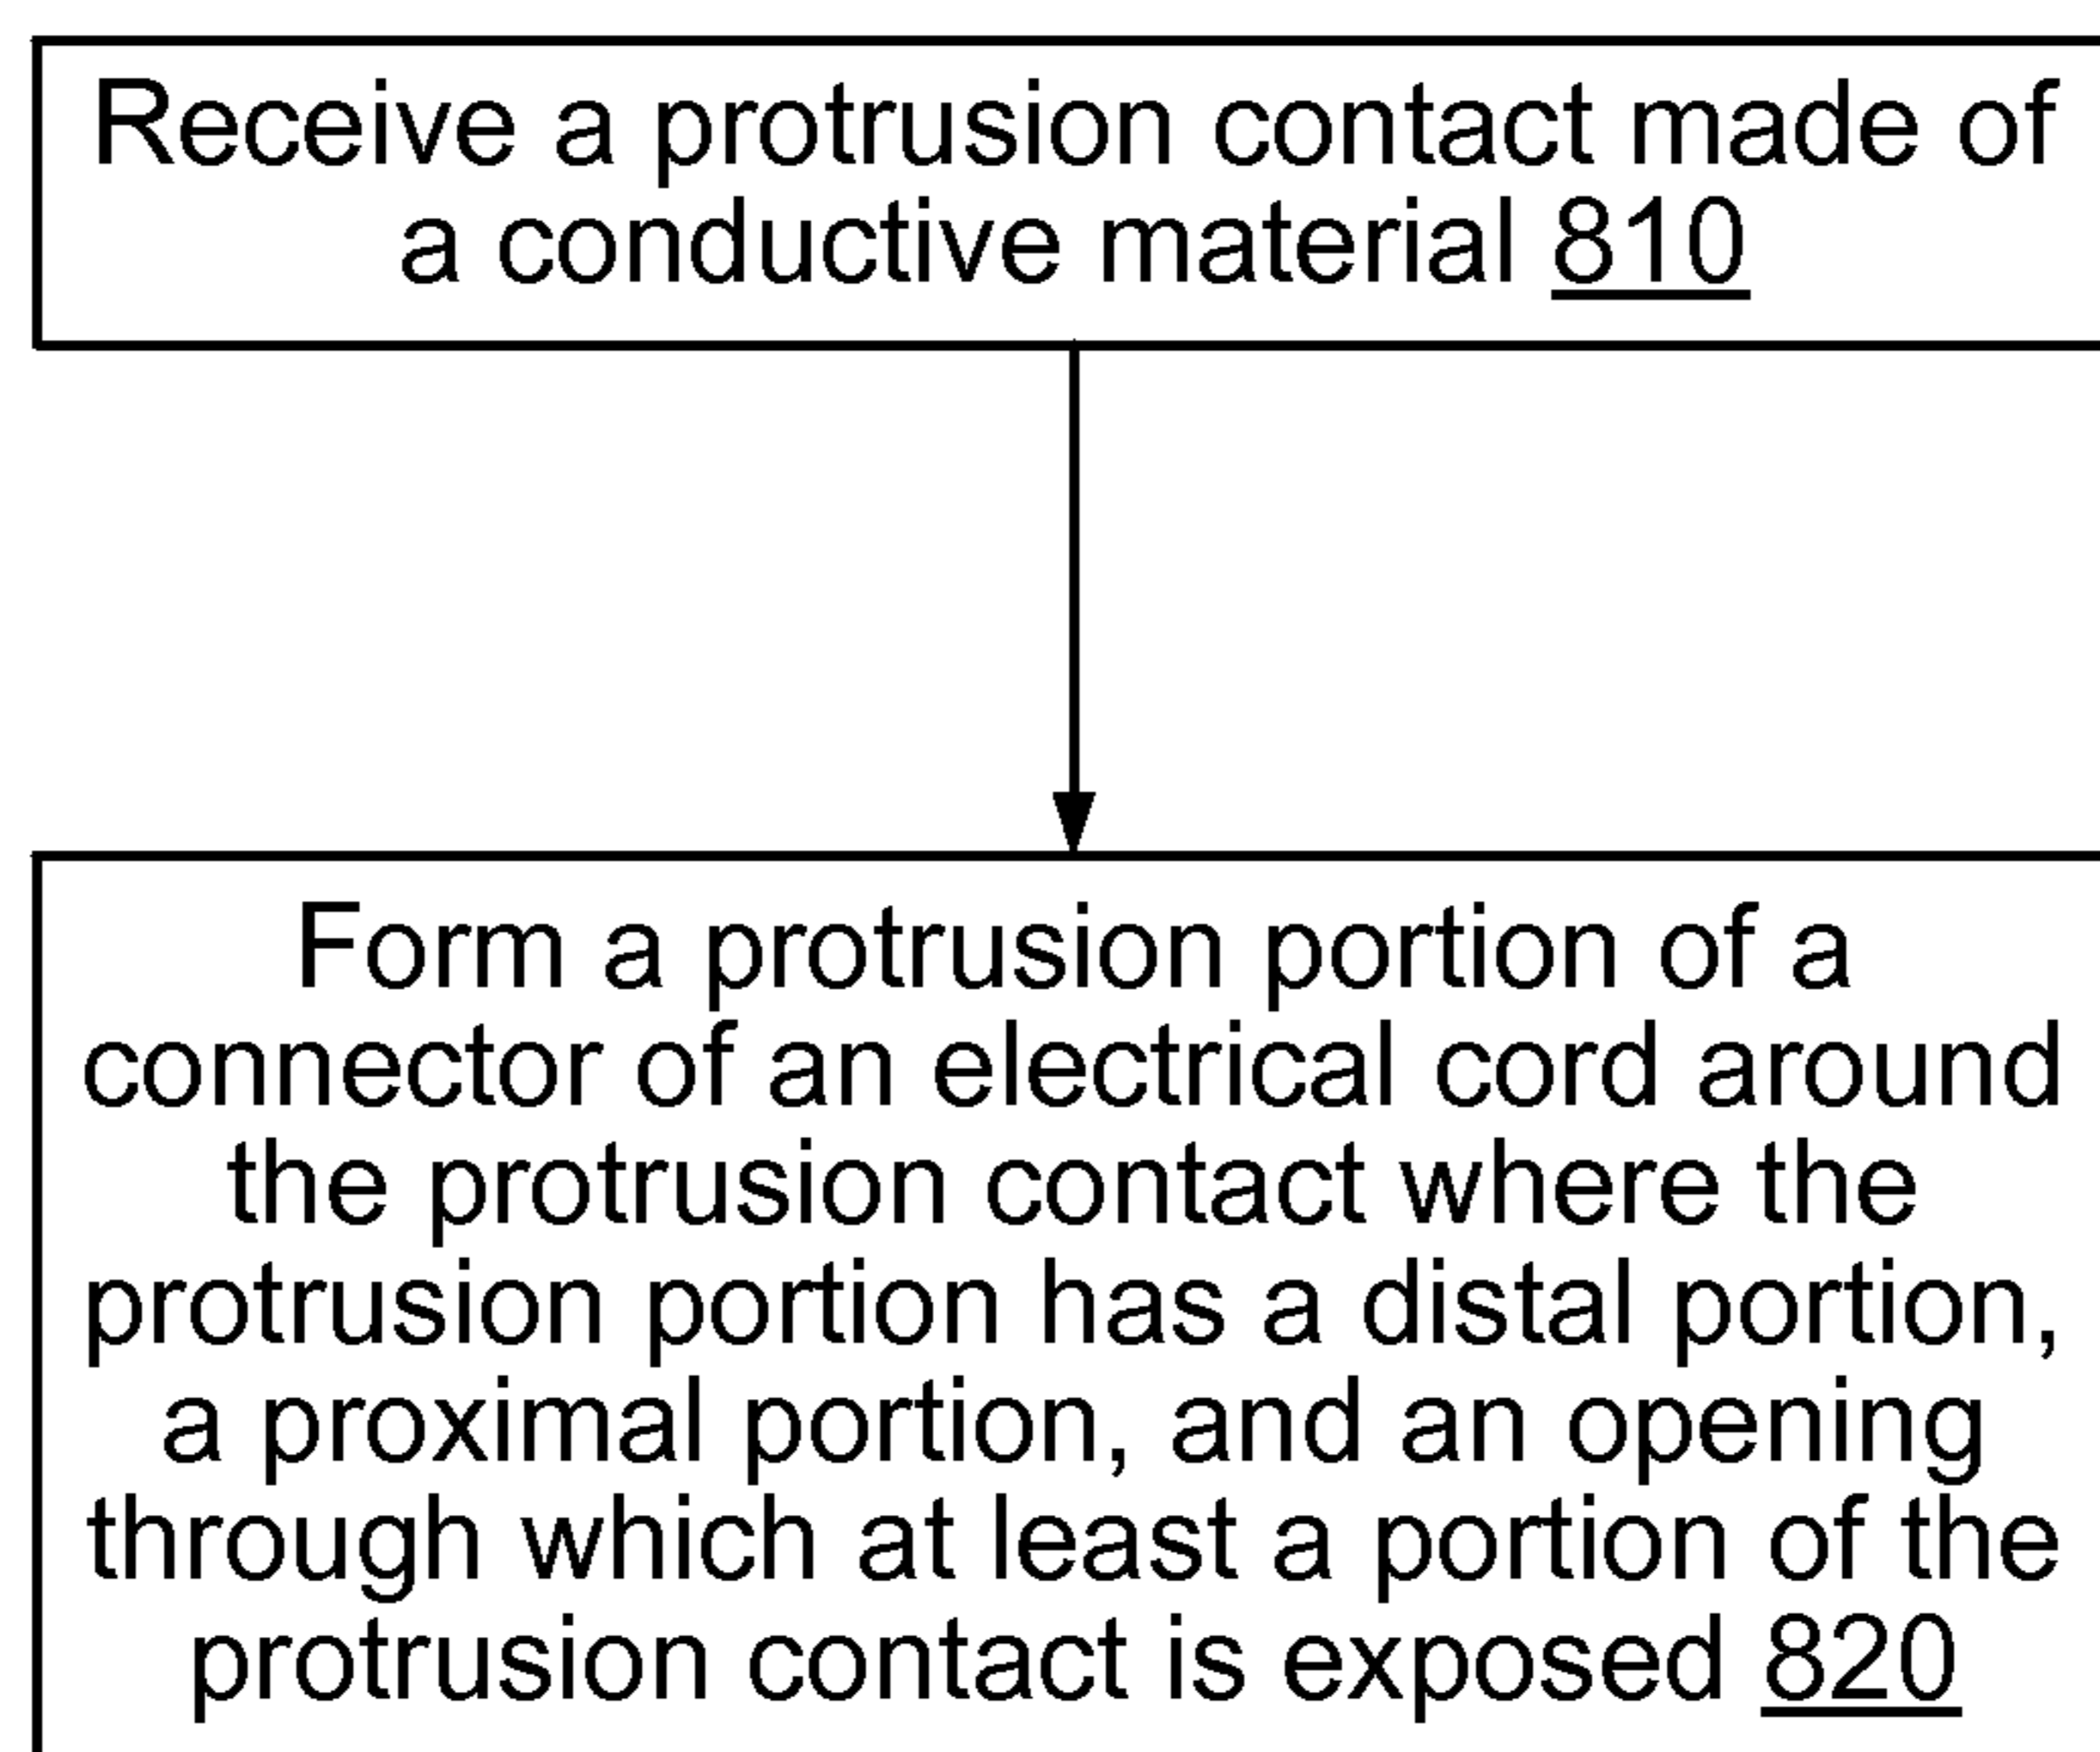 Receive a protrusion contact made of
a conductive material 810
Form a protrusion portion of a
connector of an electrical cord around
the protrusion contact where the
protrusion portion has a distal portion,
a proximal portion, and an opening
through which at least a portion of the
protrusion contact is exposed 820